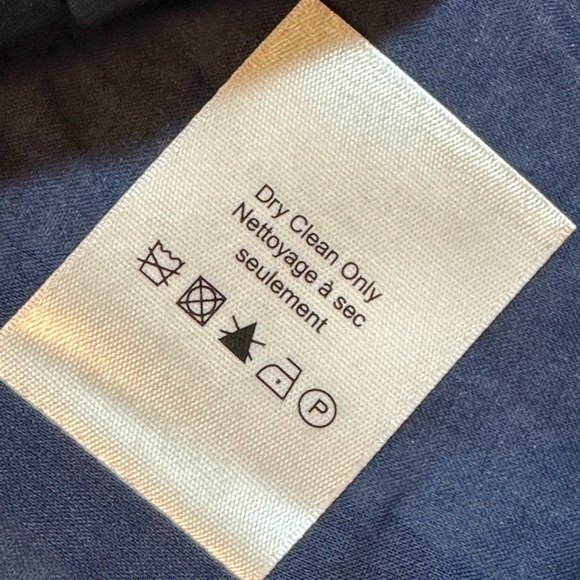 Dry Clean Only
Nettoyage à sec
seulement
P